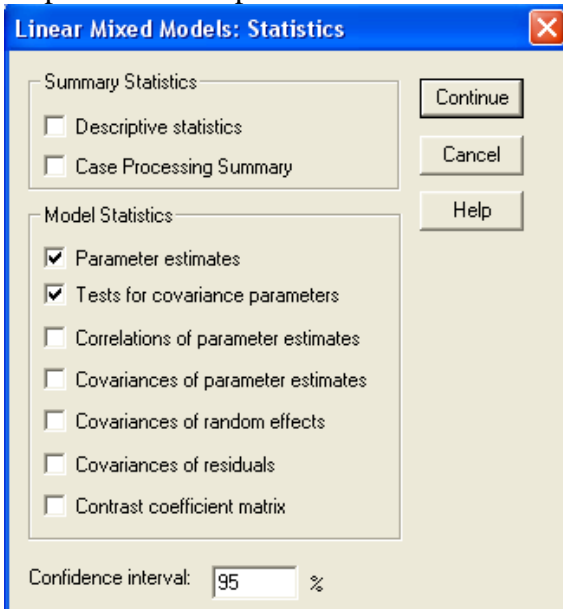 Linear Mixed Models: Statistics
Summary Statistics
Descriptive statistics
Case Processing Summary
Continue
Cancel
Help
Model Statistics
Parameter estimates
Tests for covariance parameters
Correlations of parameter estimates
Covariances of parameter estimates
Covariances of random effects
Covariances of residuals
Contrast coefficient matrix
Confidence interval: 95 %